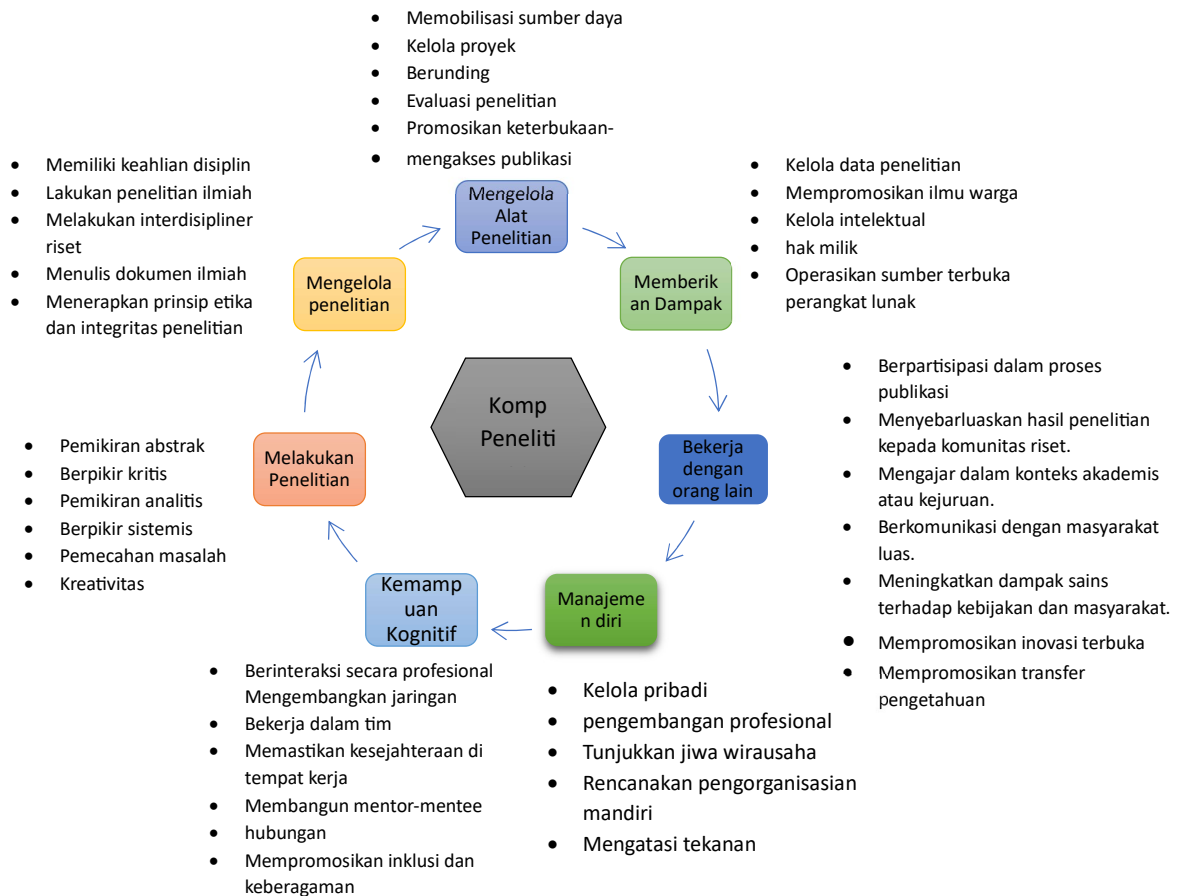 • Memobilisasi sumber daya
• Kelola proyek
• Berunding
• Evaluasi penelitian
• Promosikan keterbukaan-
• mengakses publikasi
• Memiliki keahlian disiplin
• Lakukan penelitian ilmiah
• Melakukan interdisipliner
riset
• Menulis dokumen ilmiah
• Menerapkan prinsip etika
dan integritas penelitian
Mengelola
Alat
Penelitian
• Kelola data penelitian
• Mempromosikan ilmu warga
• Kelola intelektual
• hak milik
• Operasikan sumber terbuka
perangkat lunak
Mengelola
penelitian
Memberik
an Dampak
Komp
Peneliti
• Berpartisipasi dalam proses
publikasi
• Menyebarluaskan hasil penelitian
kepada komunitas riset.
• Mengajar dalam konteks akademis
atau kejuruan.
• Berkomunikasi dengan masyarakat
luas.
• Meningkatkan dampak sains
terhadap kebijakan dan masyarakat.
• Mempromosikan inovasi terbuka
• Mempromosikan transfer
pengetahuan
• Pemikiran abstrak
• Berpikir kritis
• Pemikiran analitis
• Berpikir sistemis
• Pemecahan masalah
• Kreativitas
Melakukan
Penelitian
Bekerja
dengan
orang lain
Kemamp
uan
Kognitif
Manajeme
n diri
• Berinteraksi secara profesional
Mengembangkan jaringan
• Bekerja dalam tim
• Memastikan kesejahteraan di
tempat kerja
• Membangun mentor-mentee
• hubungan
• Mempromosikan inklusi dan
keberagaman
• Kelola pribadi
• pengembangan profesional
• Tunjukkan jiwa wirausaha
• Rencanakan pengorganisasian
mandiri
• Mengatasi tekanan